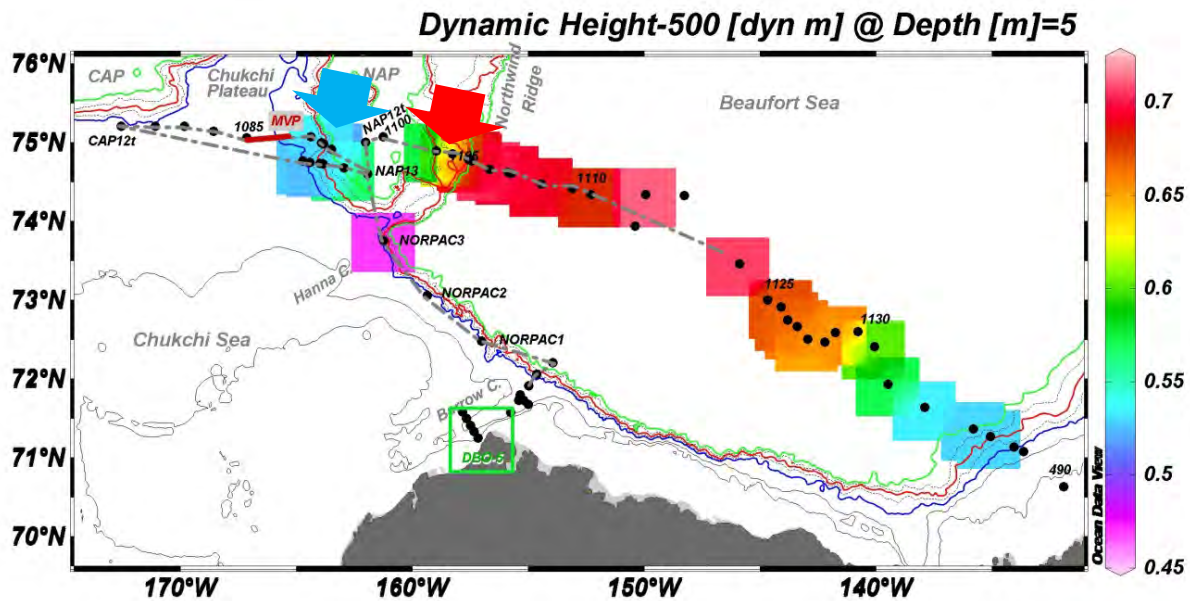 Dynamic Height-500 [dyn m] @ Depth [m]=5
76°N
75°N
74°N
73°N
72°N
71°N
70°N
CAP
Chukchi
Plateau
NAP
Northwind
Ridge
Beaufort Sea
MVP
1085
CAP12t
NAP12t
1100
NAP13
1110
NORPAC3
Hanna C.
NORPAC2
1125
1130
NORPAC1
Chukchi Sea
Barrow C.
DBO-5
490
170°W
160°W
150°W
140°W
Ocean Data View
0.7
0.65
0.6
0.55
0.5
0.45